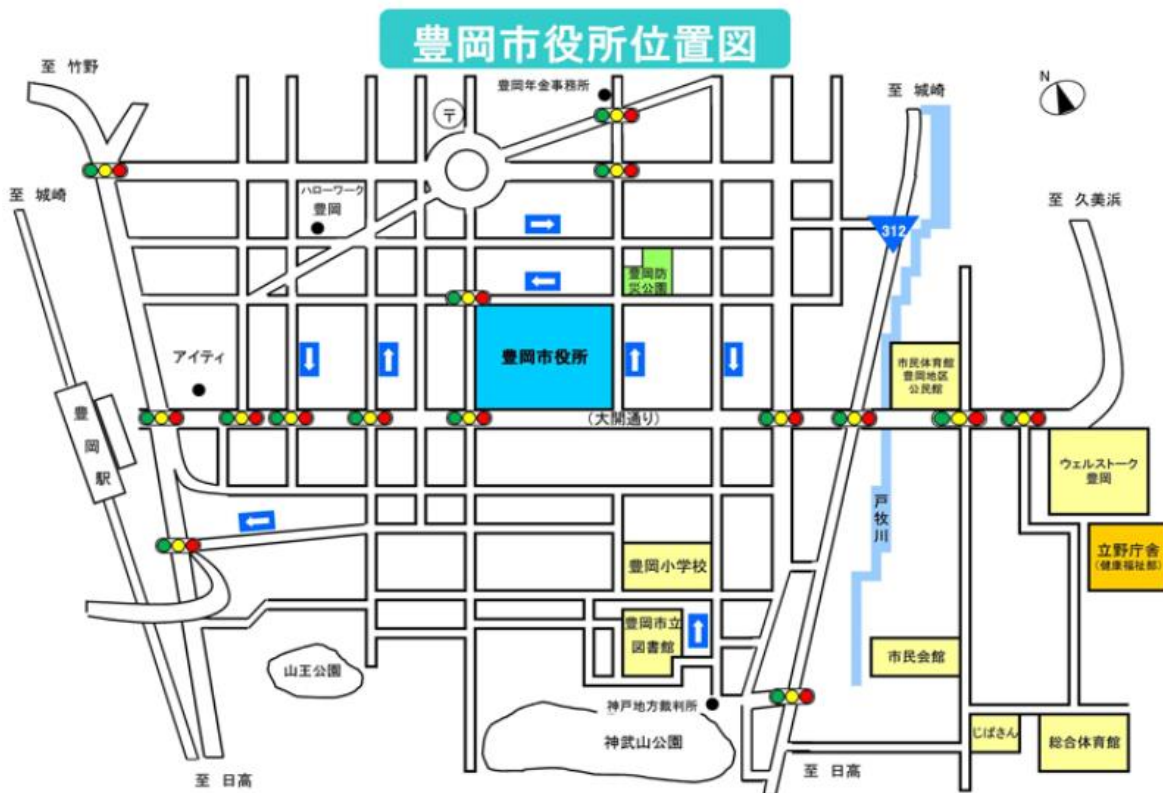 豊岡市役所位置図
至 竹野
豊岡年金事務所
〒
至 城崎
N
至 城崎
ハローワーク
豊岡
312
至 久美浜
豊岡防
災公園
アイティ
豊岡市役所
市民体育館
豊岡地区
公民館
(大開通り)
豊岡駅
ウェルストーク
豊岡
戸牧川
立野庁舎
(健康福祉部)
豊岡小学校
豊岡市立
図書館
市民会館
山王公園
神戸地方裁判所
神武山公園
じばさん
総合体育館
至 日高
至 日高